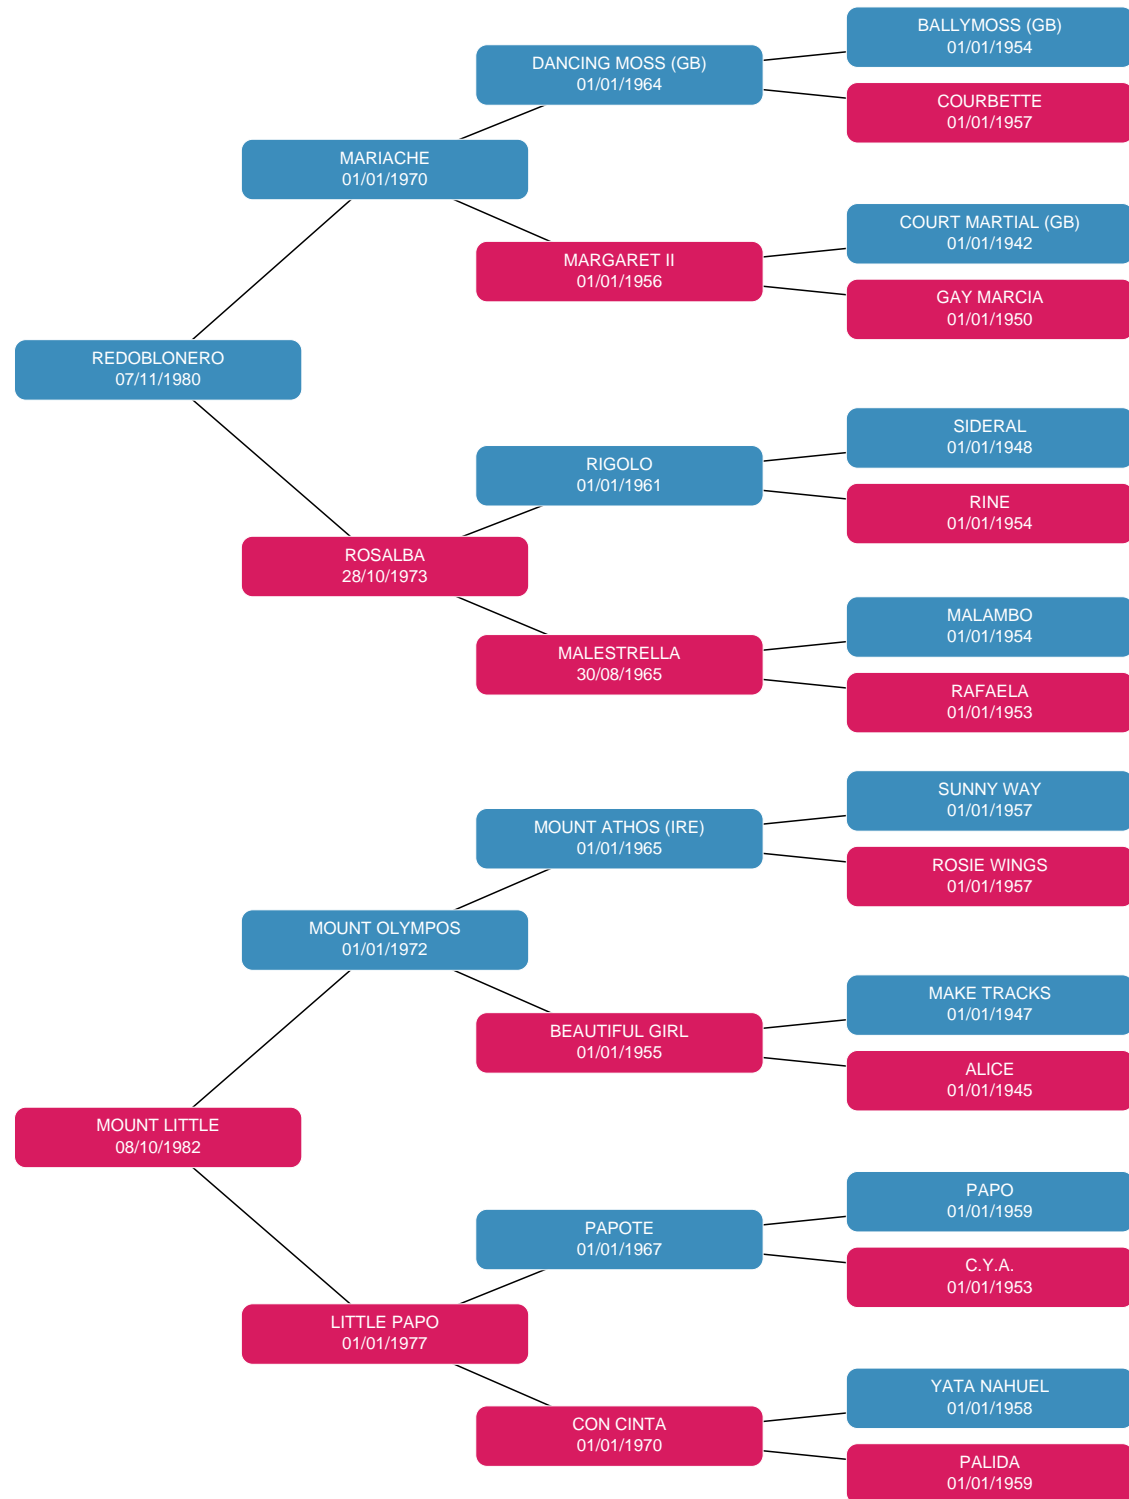 BALLYMOSS (GB)
01/01/1954
DANCING MOSS (GB)
01/01/1964
COURBETTE
01/01/1957
MARIACHE
01/01/1970
COURT MARTIAL (GB)
01/01/1942
MARGARET II
01/01/1956
GAY MARCIA
01/01/1950
REDOBLONERO
07/11/1980
SIDERAL
01/01/1948
RIGOLO
01/01/1961
RINE
01/01/1954
ROSALBA
28/10/1973
MALAMBO
01/01/1954
MALESTRELLA
30/08/1965
RAFAELA
01/01/1953
SUNNY WAY
01/01/1957
MOUNT ATHOS (IRE)
01/01/1965
ROSIE WINGS
01/01/1957
MOUNT OLYMPOS
01/01/1972
MAKE TRACKS
01/01/1947
BEAUTIFUL GIRL
01/01/1955
ALICE
01/01/1945
MOUNT LITTLE
08/10/1982
PAPO
01/01/1959
PAPOTE
01/01/1967
C.Y.A.
01/01/1953
LITTLE PAPO
01/01/1977
YATA NAHUEL
01/01/1958
CON CINTA
01/01/1970
PALIDA
01/01/1959